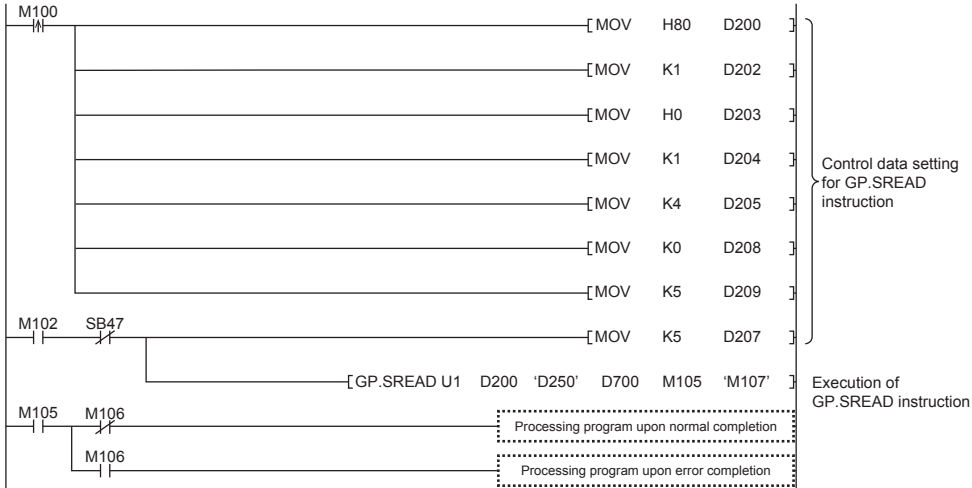 M100
MOV H80 D200
MOV K1 D202
MOV H0 D203
MOV K1 D204
MOV K4 D205
MOV K0 D208
MOV K5 D209
Control data setting
for GP.SREAD
instruction
M102 SB47
MOV K5 D207
GP.SREAD U1 D200 ‘D250’ D700 M105 ‘M107’
Execution of
GP.SREAD instruction
M105 M106
Processing program upon normal completion
M106
Processing program upon error completion